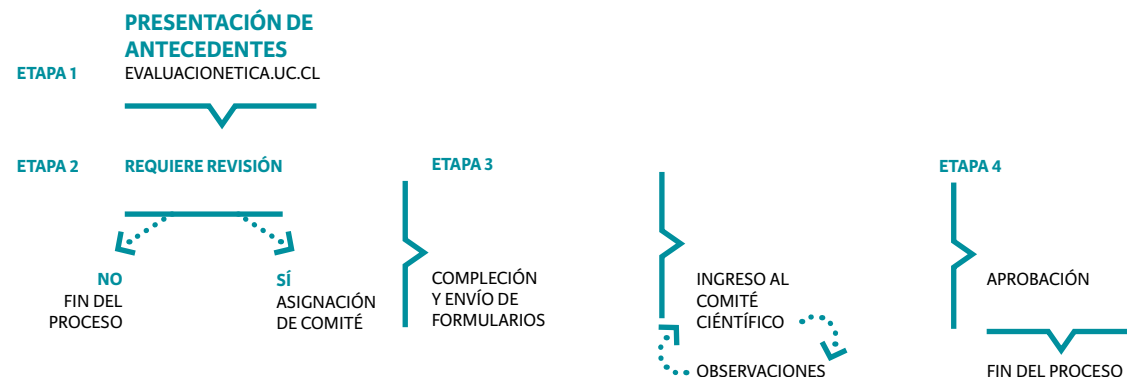 PRESENTACIÓN DE
ANTECEDENTES
ETAPA 1
EVALUACIONETICA.UC.CL
ETAPA 2
REQUIERE REVISIÓN
NO
FIN DEL
PROCESO
SÍ
ASIGNACIÓN
DE COMITÉ
ETAPA 3
COMPLECIÓN
Y ENVÍO DE
FORMULARIOS
INGRESO AL
COMITÉ
CIÉNTÍFICO
OBSERVACIONES
ETAPA 4
APROBACIÓN
FIN DEL PROCESO